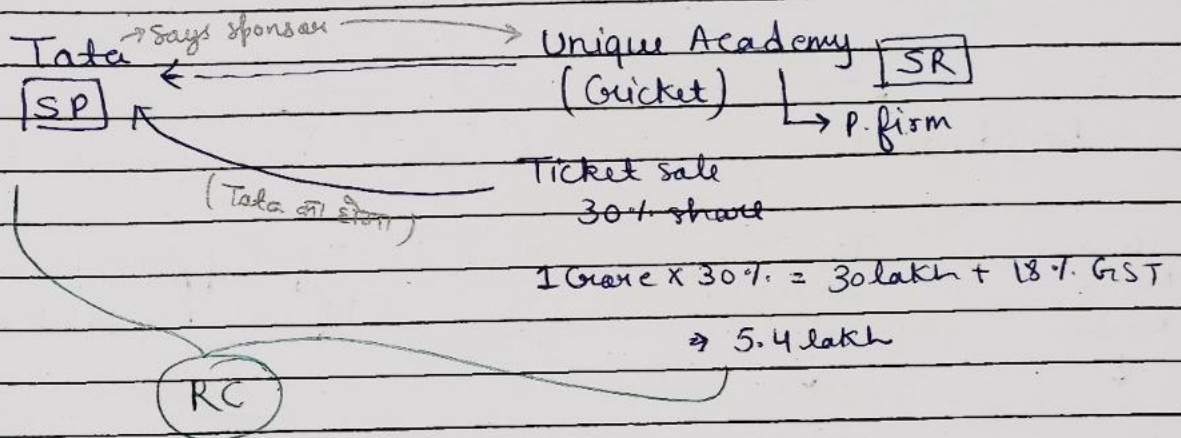 Tata → says sponsor → Unique Academy [SR]
[SP] (Cricket) ↳ P. firm
Ticket sale
(Tata का होगा) 30% share
1 Crore x 30% = 30 lakh + 18% GST
⇒ 5.4 lakh
RC